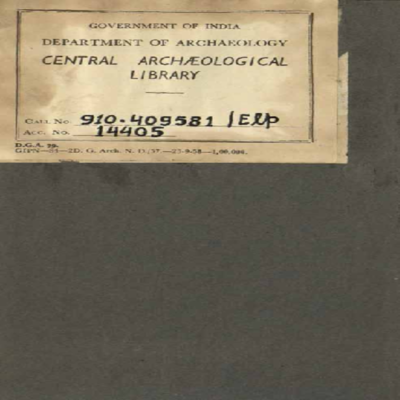 GOVERNMENT OF INDIA
DEPARTMENT OF ARCHAEOLOGY
CENTRAL ARCHÆOLOGICAL
LIBRARY
CALL No. 910.409581 / Elp
ACC. No. 14405
D.G.A. 79.